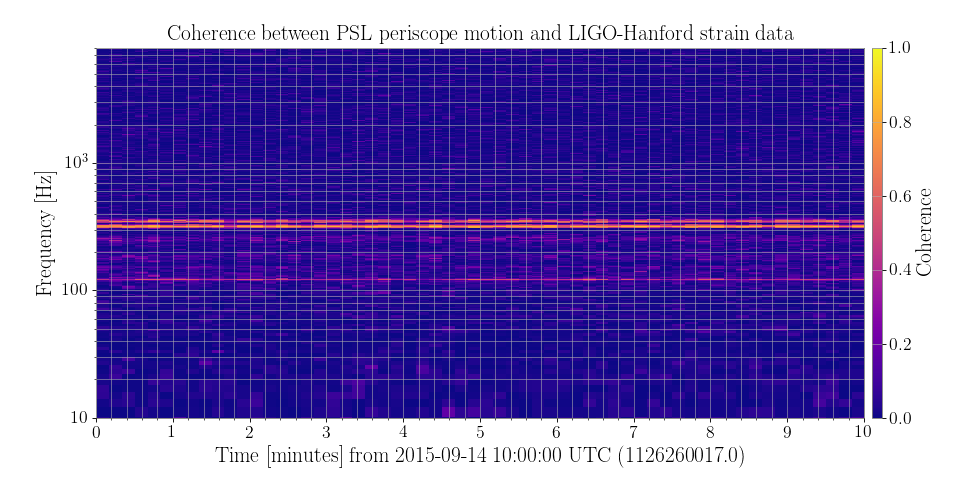 Coherence between PSL periscope motion and LIGO-Hanford strain data
Frequency [Hz]
10³
100
10
0 1 2 3 4 5 6 7 8 9 10
Time [minutes] from 2015-09-14 10:00:00 UTC (1126260017.0)
1.0
0.8
0.6
0.4
0.2
0.0
Coherence